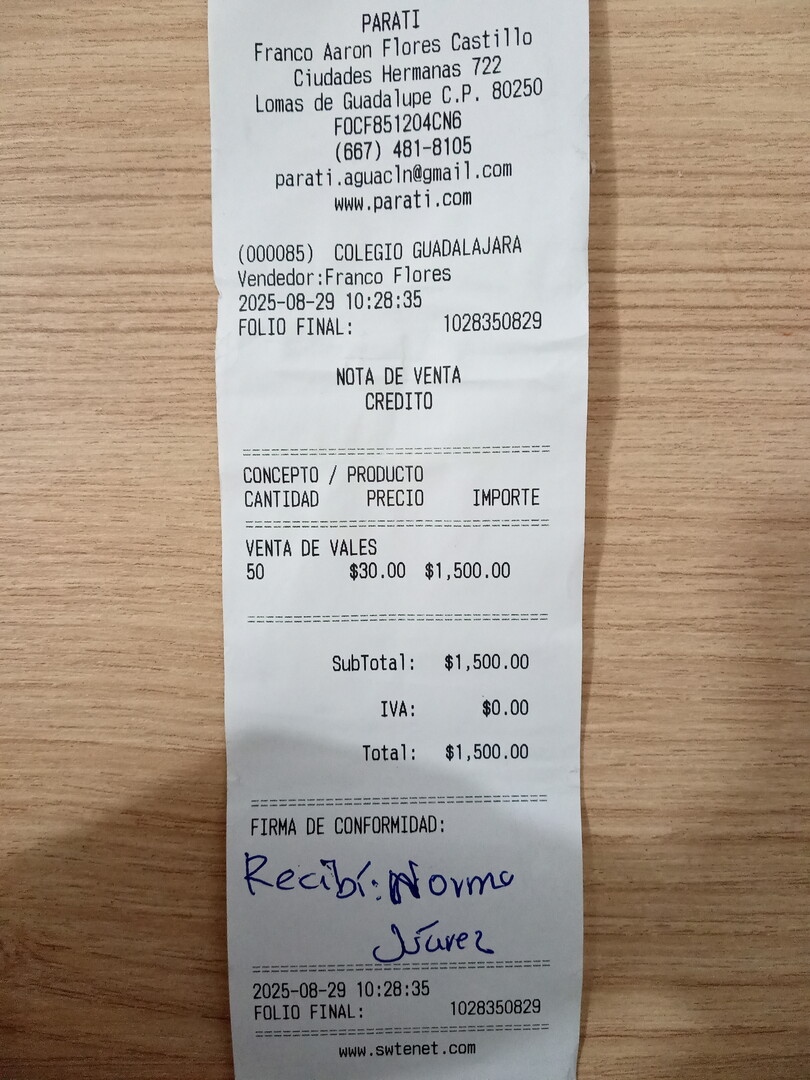 PARATI
Franco Aaron Flores Castillo
Ciudades Hermanas 722
Lomas de Guadalupe C.P. 80250
FOCF851204CN6
(667) 481-8105
parati.aguacln@gmail.com
www.parati.com
(000085) COLEGIO GUADALAJARA
Vendedor:Franco Flores
2025-08-29 10:28:35
FOLIO FINAL: 1028350829
NOTA DE VENTA
CREDITO
================================
CONCEPTO / PRODUCTO
CANTIDAD PRECIO IMPORTE
================================
VENTA DE VALES
50 $30.00 $1,500.00
================================
SubTotal: $1,500.00
IVA: $0.00
Total: $1,500.00
================================
FIRMA DE CONFORMIDAD:
Recibí: Norma
Júarez
================================
2025-08-29 10:28:35
FOLIO FINAL: 1028350829
================================
www.swtenet.com